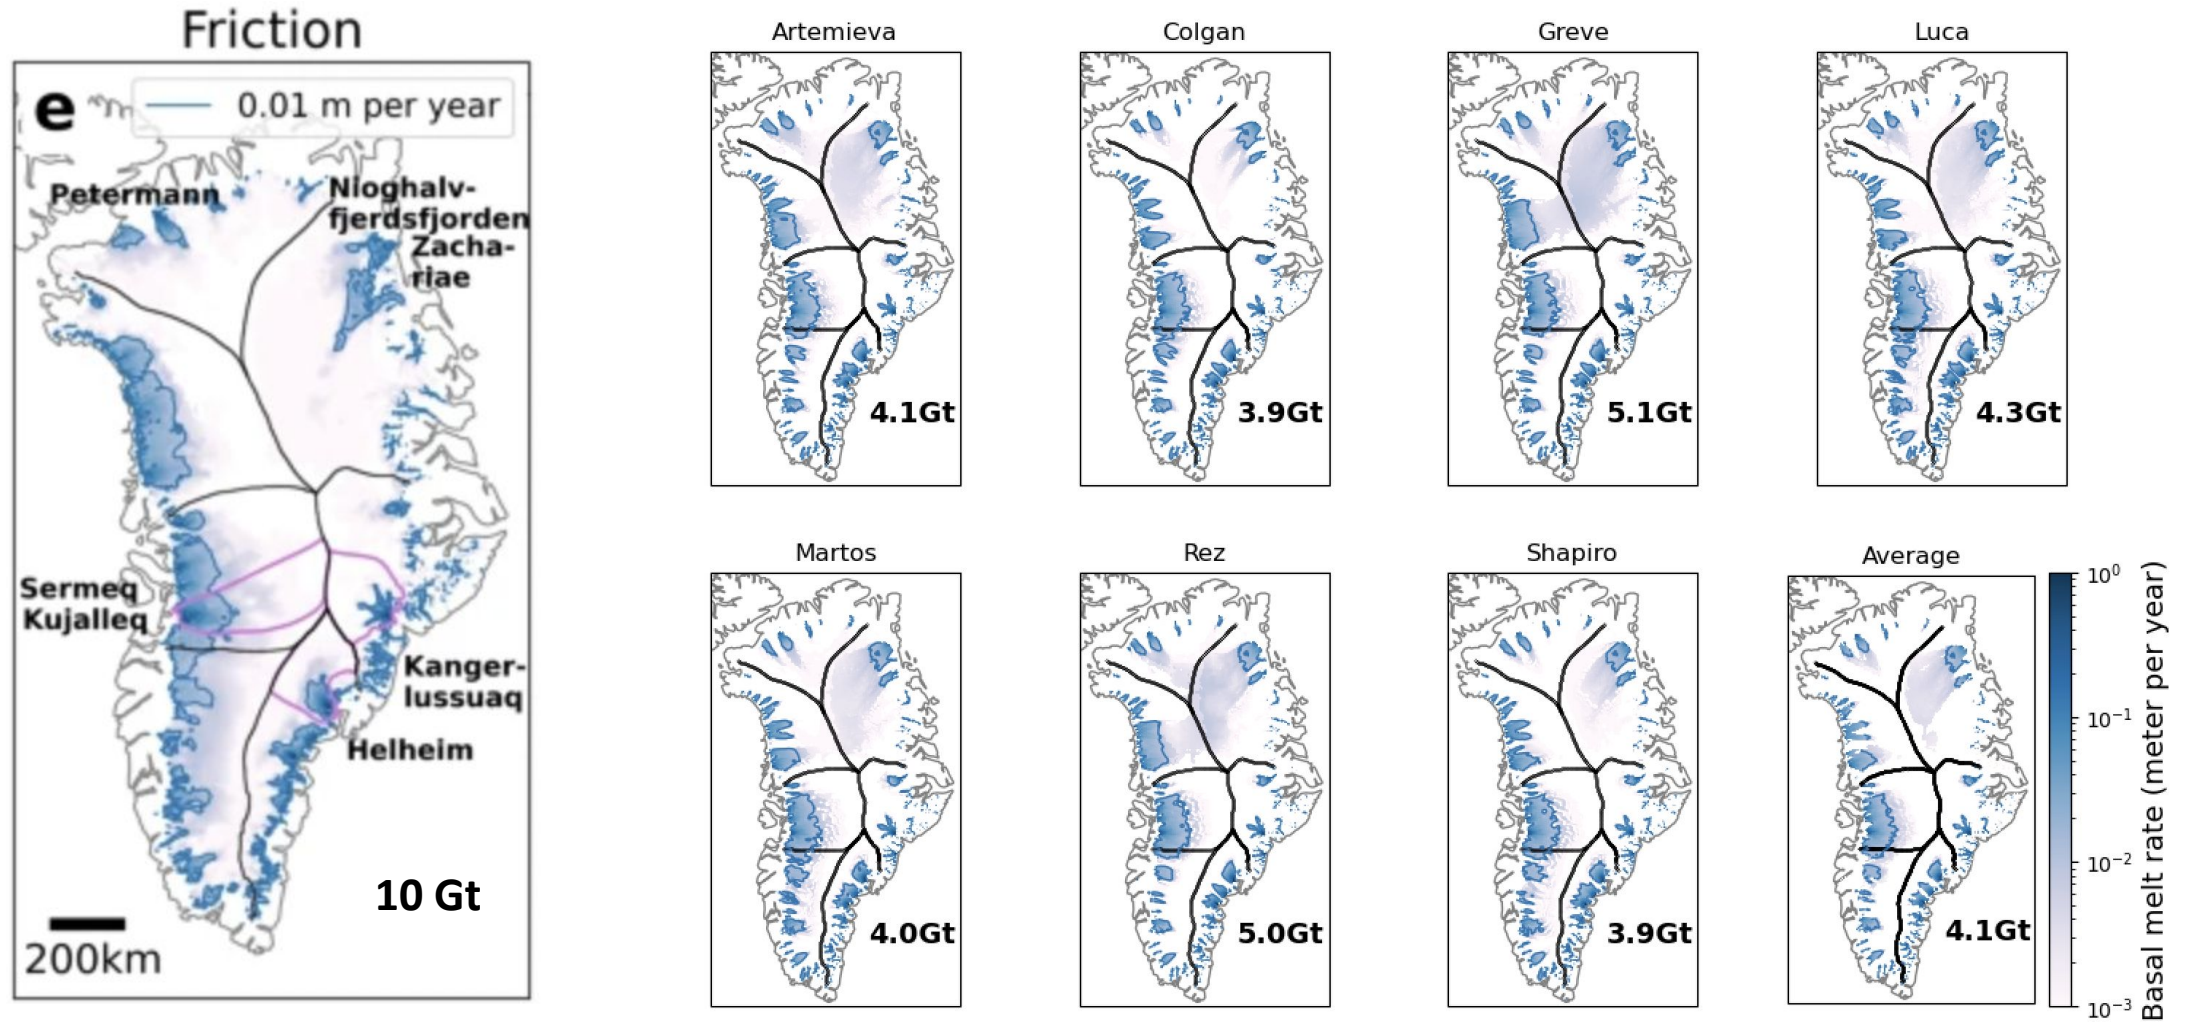 Friction
e
0.01 m per year
Petermann
Nioghalv-
fjerdsfjorden
Zacha-
riae
Sermeq
Kujalleq
Kanger-
lussuaq
Helheim
10 Gt
200km
Artemieva
4.1Gt
Colgan
3.9Gt
Greve
5.1Gt
Luca
4.3Gt
Martos
4.0Gt
Rez
5.0Gt
Shapiro
3.9Gt
Average
4.1Gt
10⁰
10⁻¹
10⁻²
10⁻³
Basal melt rate (meter per year)